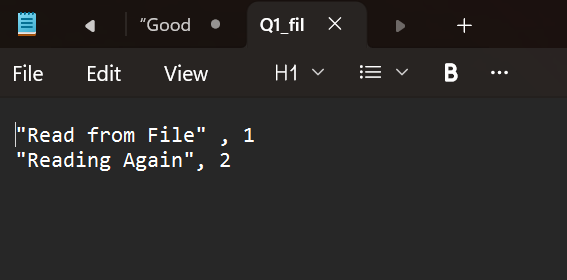 “Good
Q1_fil
File Edit View H1 B
"Read from File" , 1
"Reading Again", 2